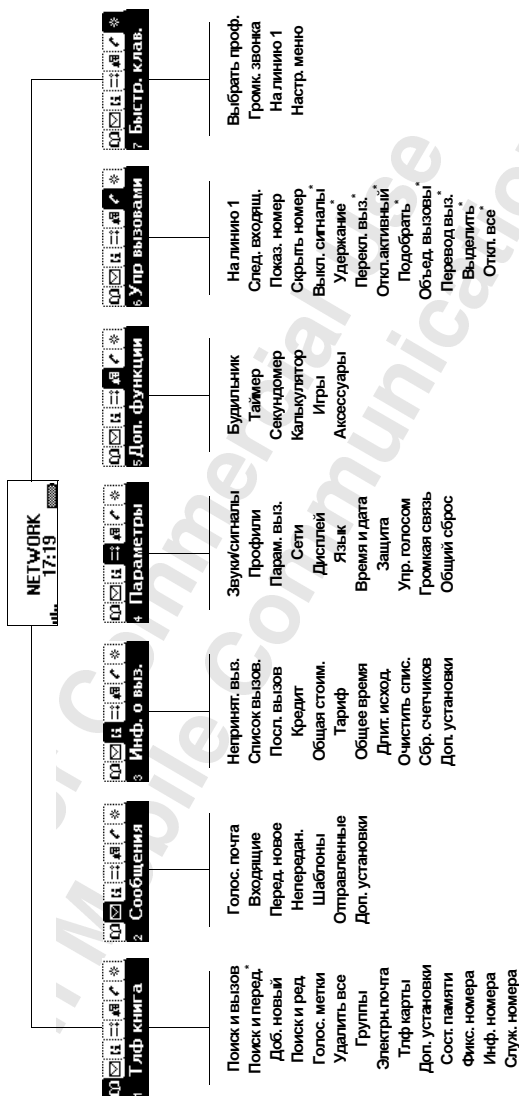 NETWORK
17:19
1 Тлф книга
Поиск и вызов
Поиск и перед.*
Доб. новый
Поиск и ред.
Голос. метки
Удалить все
Группы
Электрн.почта
Тлф карты
Доп. установки
Сост. памяти
Фикс. номера
Инф. номера
Служ. номера
2 Сообщения
Голос. почта
Входящие
Перед. новое
Непередан.
Шаблоны
Отправленные
Доп. установки
3 Инф. о выз.
Непринят. выз.
Список вызов.
Посл. вызов
Кредит
Общая стоим.
Тариф
Общее время
Длит. исход.
Очистить спис.
Сбр. счетчиков
Доп. установки
4 Параметры
Звуки/сигналы
Профили
Парам. выз.
Сети
Дисплей
Язык
Время и дата
Защита
Упр. голосом
Громкая связь
Общий сброс
5 Доп. функции
Будильник
Таймер
Секундомер
Калькулятор
Игры
Аксессуары
6 Упр вызовами
На линию 1
След. входящ.
Показ. номер
Скрыть номер
Выкл. сигналы*
Удержание*
Перекл. выз.*
Откл.активный*
Подобрать*
Объед. вызовы*
Перевод выз.*
Выделить*
Откл. все*
7 Быстр. клав.
Выбрать проф.
Громк. звонка
На линию 1
Настр. меню
Commercial Use
Mobile Communication